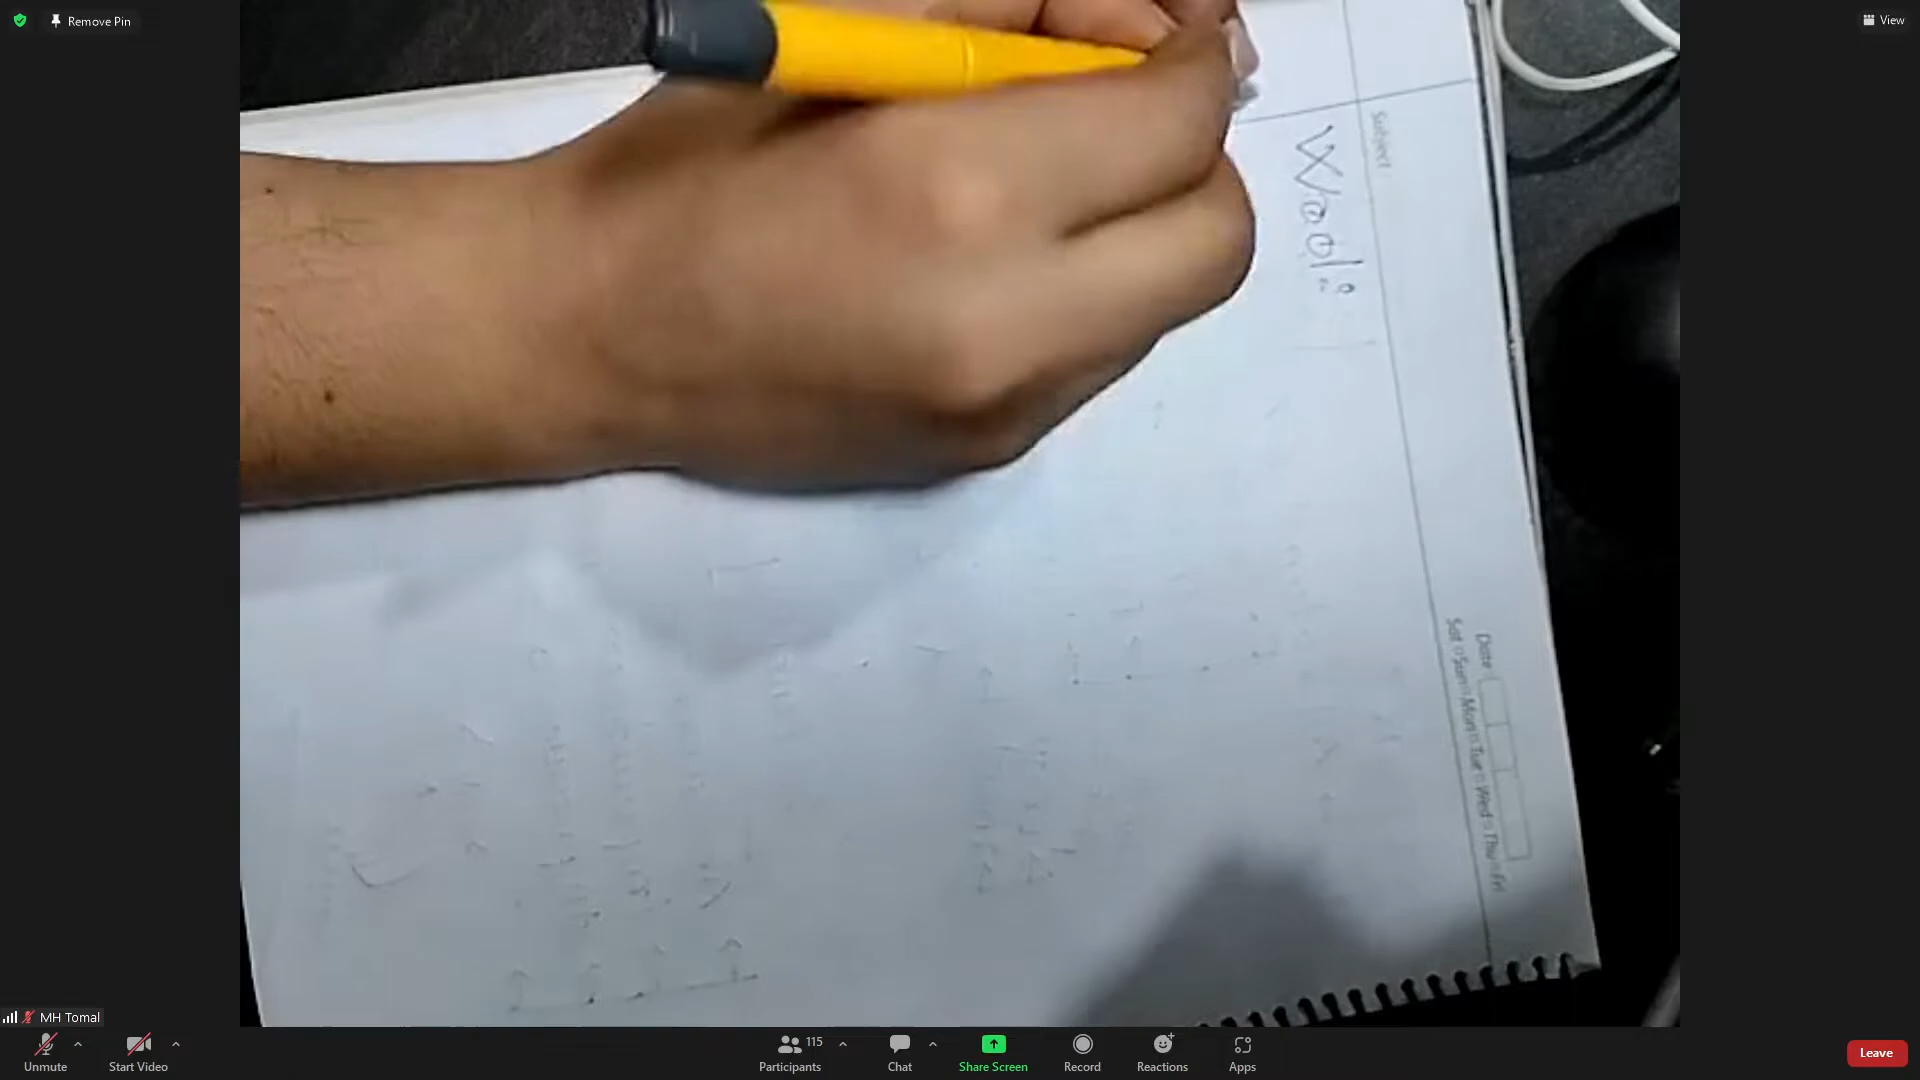 Remove Pin
View
Subject :
Date :
Sat Sun Mon Tue Wed Thu Fri
MH Tomal
Unmute
Start Video
115
Participants
Chat
Share Screen
Record
Reactions
Apps
Leave